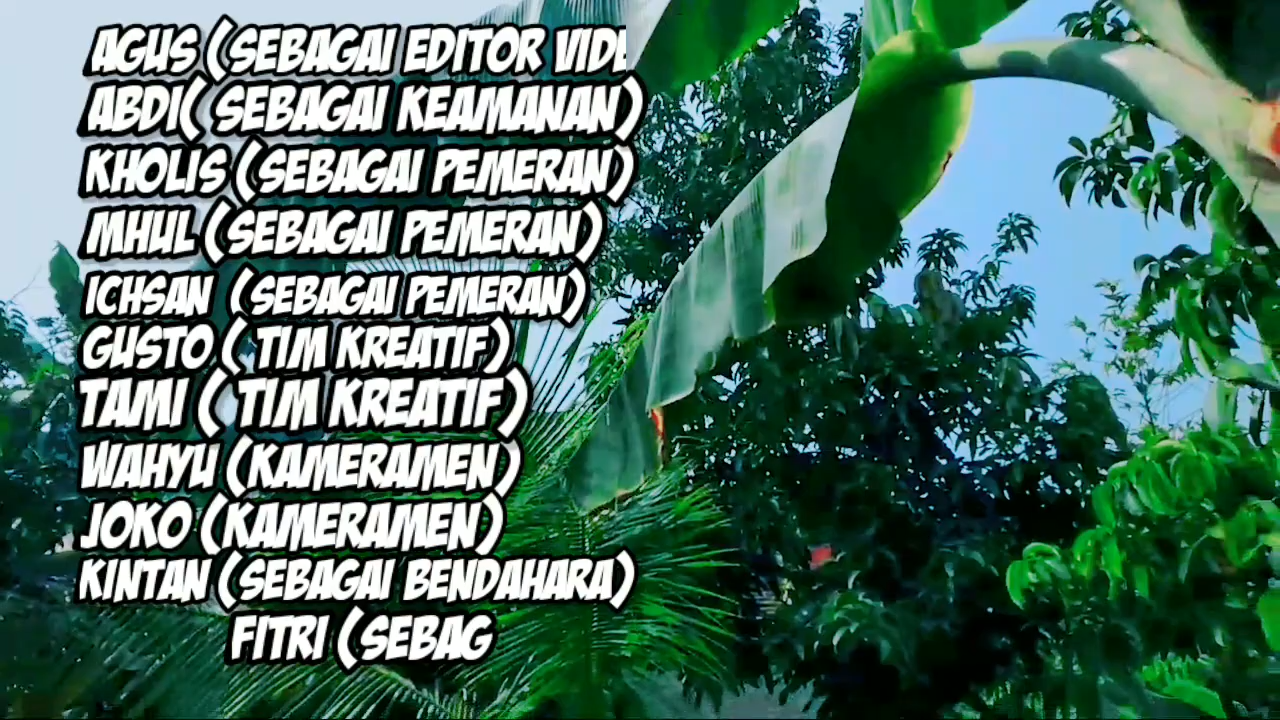 AGUS (SEBAGAI EDITOR
ABDI( SEBAGAI KEAMANAN)
KHOLIS (SEBAGAI PEMERAN)
MHUL (SEBAGAI PEMERAN)
ICHSAN (SEBAGAI PEMERAN)
GUSTO ( TIM KREATIF)
TAMI ( TIM KREATIF)
WAHYU (KAMERAMEN)
JOKO (KAMERAMEN)
KINTAN (SEBAGAI BENDAHARA)
FITRI (SEBAG